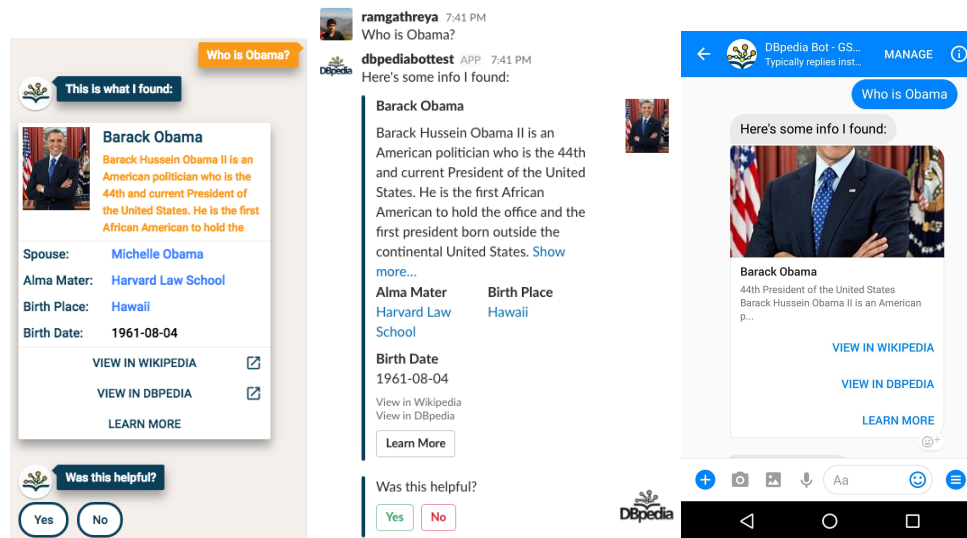 Who is Obama?
This is what I found:
Barack Obama
Barack Hussein Obama II is an
American politician who is the
44th and current President of
the United States. He is the first
African American to hold the
Spouse: Michelle Obama
Alma Mater: Harvard Law School
Birth Place: Hawaii
Birth Date: 1961-08-04
VIEW IN WIKIPEDIA
VIEW IN DBPEDIA
LEARN MORE
Was this helpful?
Yes No
ramgathreya 7:41 PM
Who is Obama?
DBpedia
dbpediabottest APP 7:41 PM
Here's some info I found:
Barack Obama
Barack Hussein Obama II is an
American politician who is the 44th
and current President of the United
States. He is the first African
American to hold the office and the
first president born outside the
continental United States. Show
more...
Alma Mater Birth Place
Harvard Law Hawaii
School
Birth Date
1961-08-04
View in Wikipedia
View in DBpedia
Learn More
Was this helpful?
Yes No
DBpedia
DBpedia Bot - GS...
Typically replies inst...
MANAGE
Who is Obama
Here's some info I found:
Barack Obama
44th President of the United States
Barack Hussein Obama II is an American
p...
VIEW IN WIKIPEDIA
VIEW IN DBPEDIA
LEARN MORE
Aa